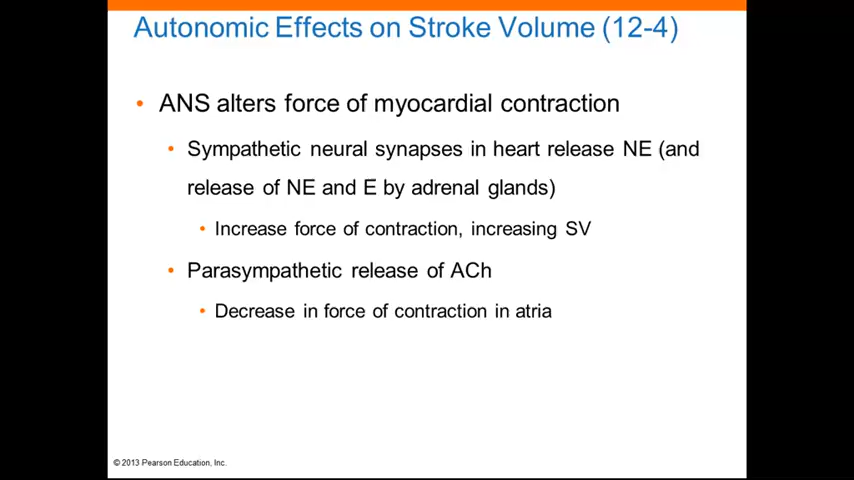 Autonomic Effects on Stroke Volume (12-4)
• ANS alters force of myocardial contraction
• Sympathetic neural synapses in heart release NE (and
release of NE and E by adrenal glands)
• Increase force of contraction, increasing SV
• Parasympathetic release of ACh
• Decrease in force of contraction in atria
© 2013 Pearson Education, Inc.